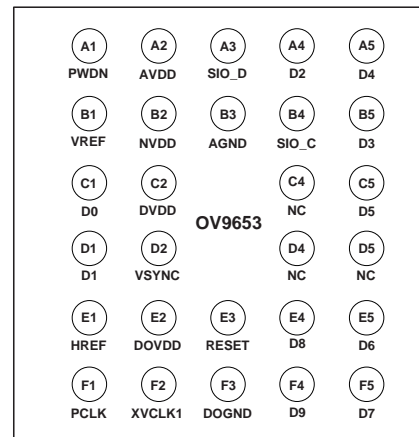 A1 A2 A3 A4 A5
PWDN AVDD SIO_D D2 D4
B1 B2 B3 B4 B5
VREF NVDD AGND SIO_C D3
C1 C2 C4 C5
D0 DVDD NC D5
OV9653
D1 D2 D4 D5
D1 VSYNC NC NC
E1 E2 E3 E4 E5
HREF DOVDD RESET D8 D6
F1 F2 F3 F4 F5
PCLK XVCLK1 DOGND D9 D7